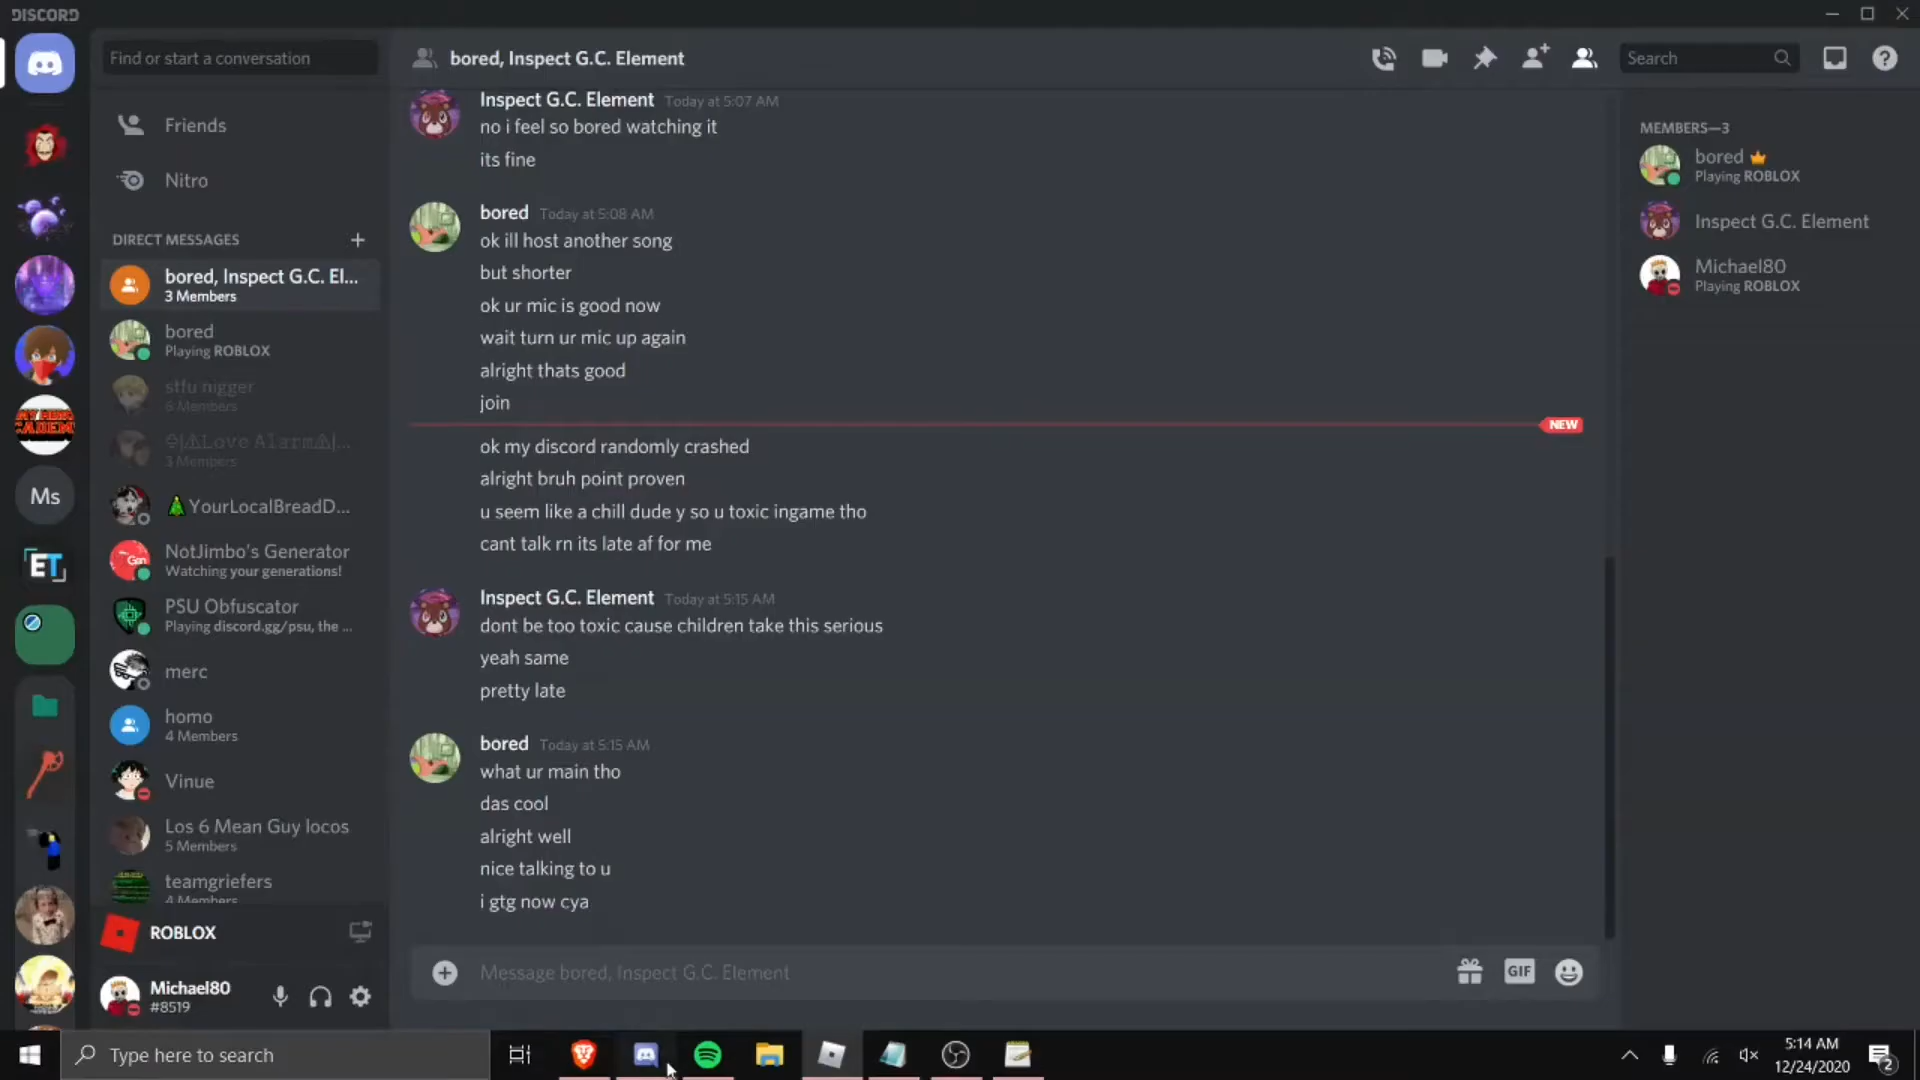 DISCORD
Find or start a conversation
bored, Inspect G.C. Element
Search
Friends
Nitro
DIRECT MESSAGES
bored, Inspect G.C. El...
3 Members
bored
Playing ROBLOX
stfu nigger
6 Members
Love Alarm
3 Members
YourLocalBreadD...
NotJimbo's Generator
Watching your generations!
PSU Obfuscator
Playing discord.gg/psu, the ...
merc
homo
4 Members
Vinue
Los 6 Mean Guy locos
5 Members
teamgriefers
4 Members
ROBLOX
Michael80
#8519
MY HERO
ACADEM
Ms
ET
Gen
Inspect G.C. Element Today at 5:07 AM
no i feel so bored watching it
its fine
bored Today at 5:08 AM
ok ill host another song
but shorter
ok ur mic is good now
wait turn ur mic up again
alright thats good
join
NEW
ok my discord randomly crashed
alright bruh point proven
u seem like a chill dude y so u toxic ingame tho
cant talk rn its late af for me
Inspect G.C. Element Today at 5:15 AM
dont be too toxic cause children take this serious
yeah same
pretty late
bored Today at 5:15 AM
what ur main tho
das cool
alright well
nice talking to u
i gtg now cya
Message bored, Inspect G.C. Element
GIF
MEMBERS—3
bored
Playing ROBLOX
Inspect G.C. Element
Michael80
Playing ROBLOX
Type here to search
5:14 AM
12/24/2020
2